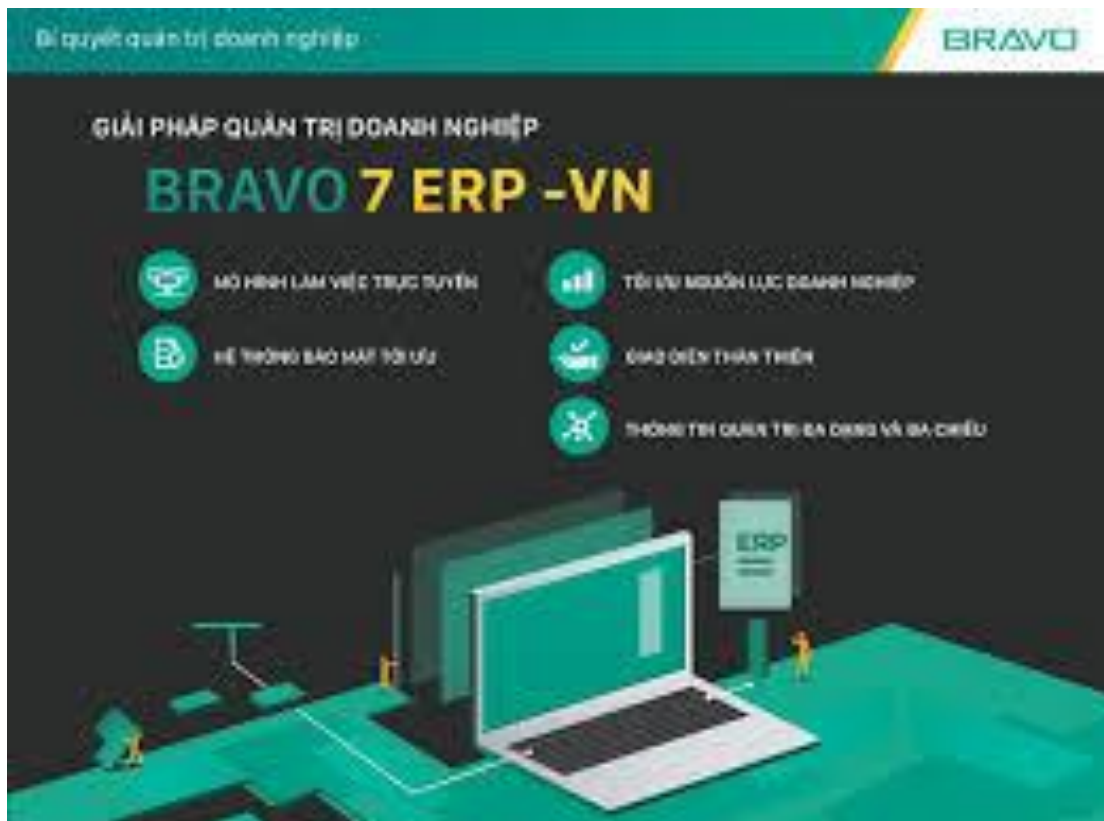 Bí quyết quản trị doanh nghiệp
BRAVO
GIẢI PHÁP QUẢN TRỊ DOANH NGHIỆP
BRAVO 7 ERP -VN
MÔ HÌNH LÀM VIỆC TRỰC TUYẾN
TỐI ƯU NGUỒN LỰC DOANH NGHIỆP
HỆ THỐNG BẢO MẬT TỐI ƯU
GIAO DIỆN THÂN THIỆN
THÔNG TIN QUẢN TRỊ ĐA DẠNG VÀ ĐA CHIỀU
ERP